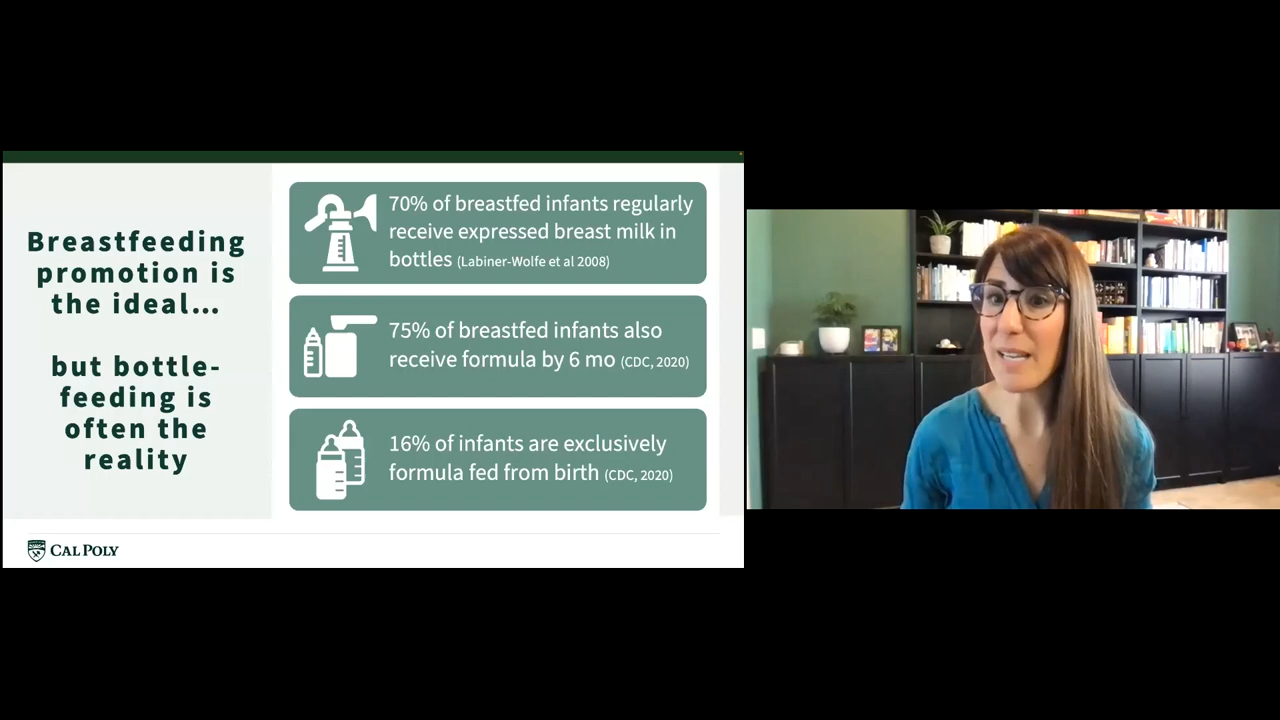 Breastfeeding
promotion is
the ideal...
but bottle-
feeding is
often the
reality
70% of breastfed infants regularly
receive expressed breast milk in
bottles (Labiner-Wolfe et al 2008)
75% of breastfed infants also
receive formula by 6 mo (CDC, 2020)
16% of infants are exclusively
formula fed from birth (CDC, 2020)
CAL POLY